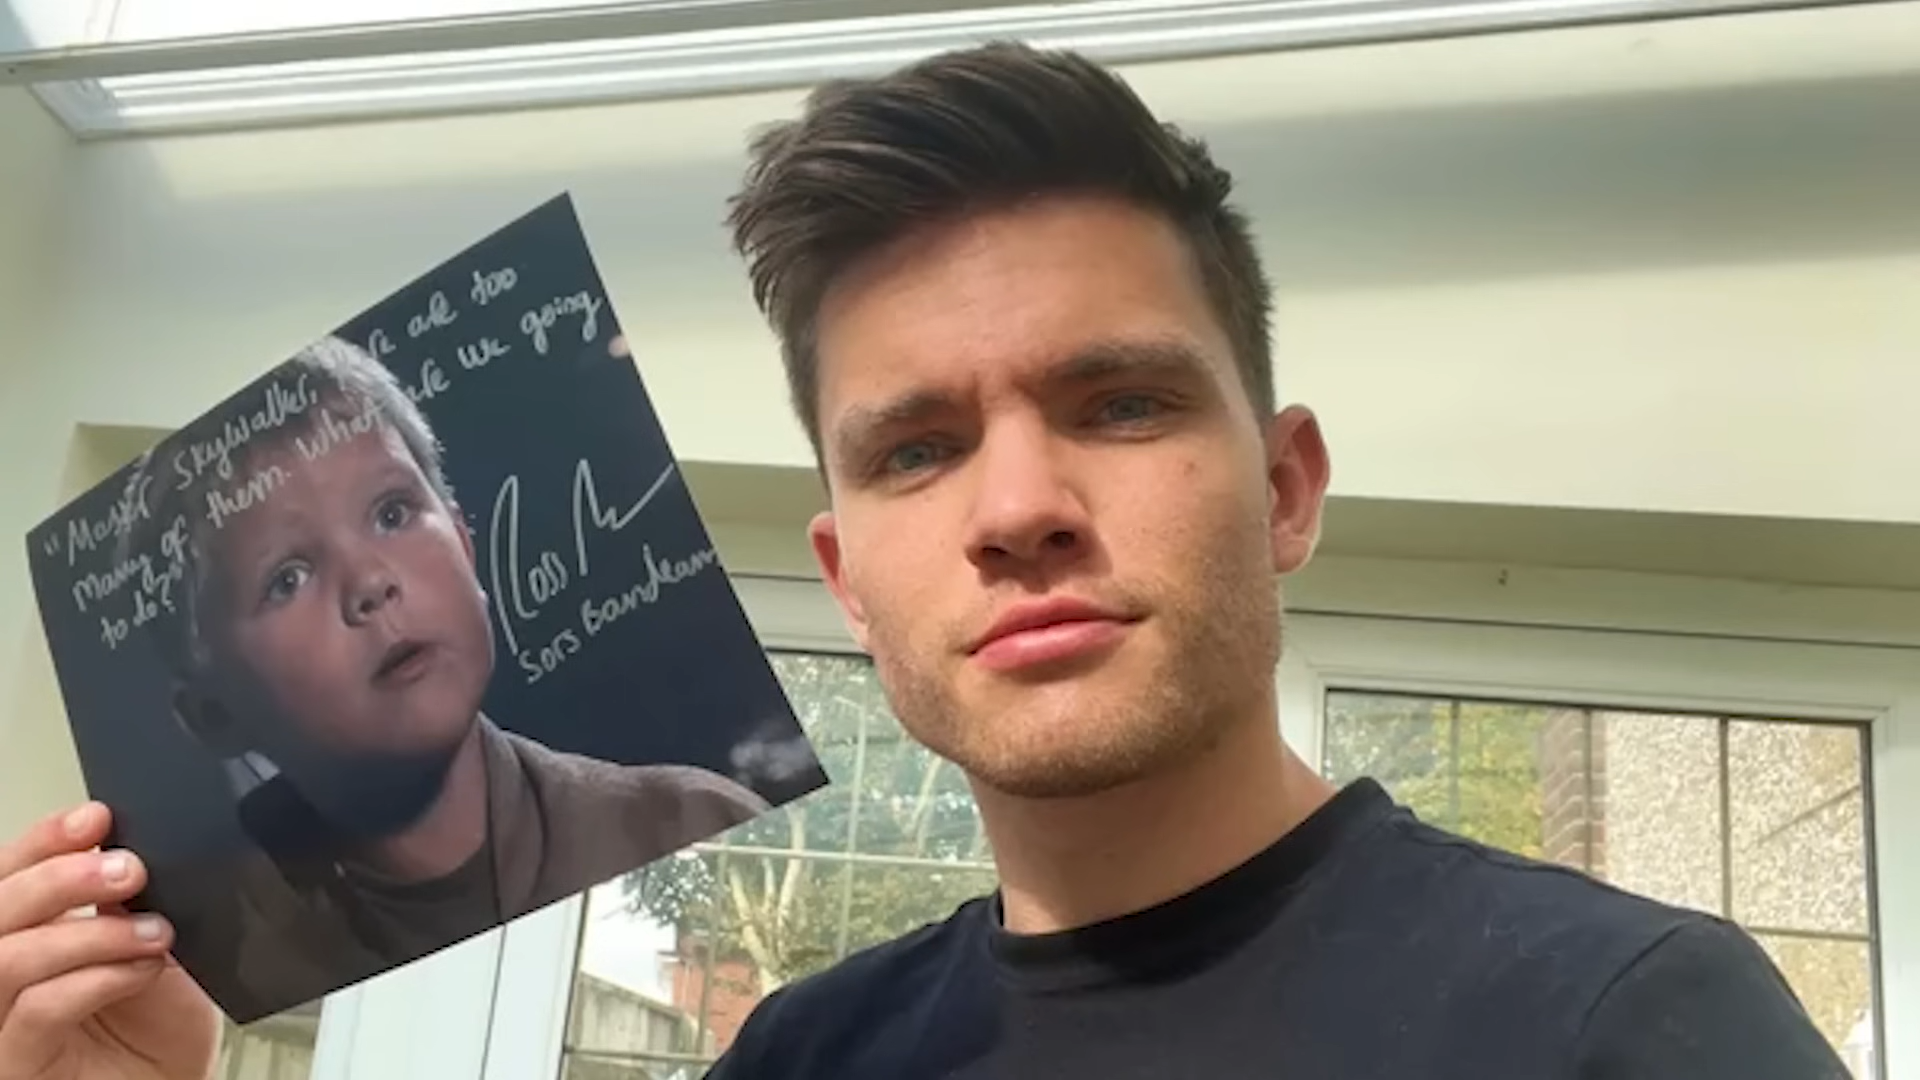 "Master Skywalker, there are too
many of them. What are we going
to do?"
Ross
Sors Bandeam